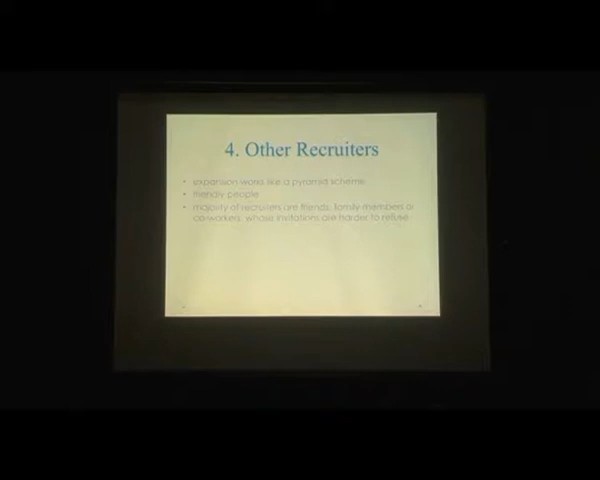 4. Other Recruiters
• expansion works like a pyramid scheme
• friendly people
• majority of recruiters are friends, family members or
co-workers, whose invitations are harder to refuse